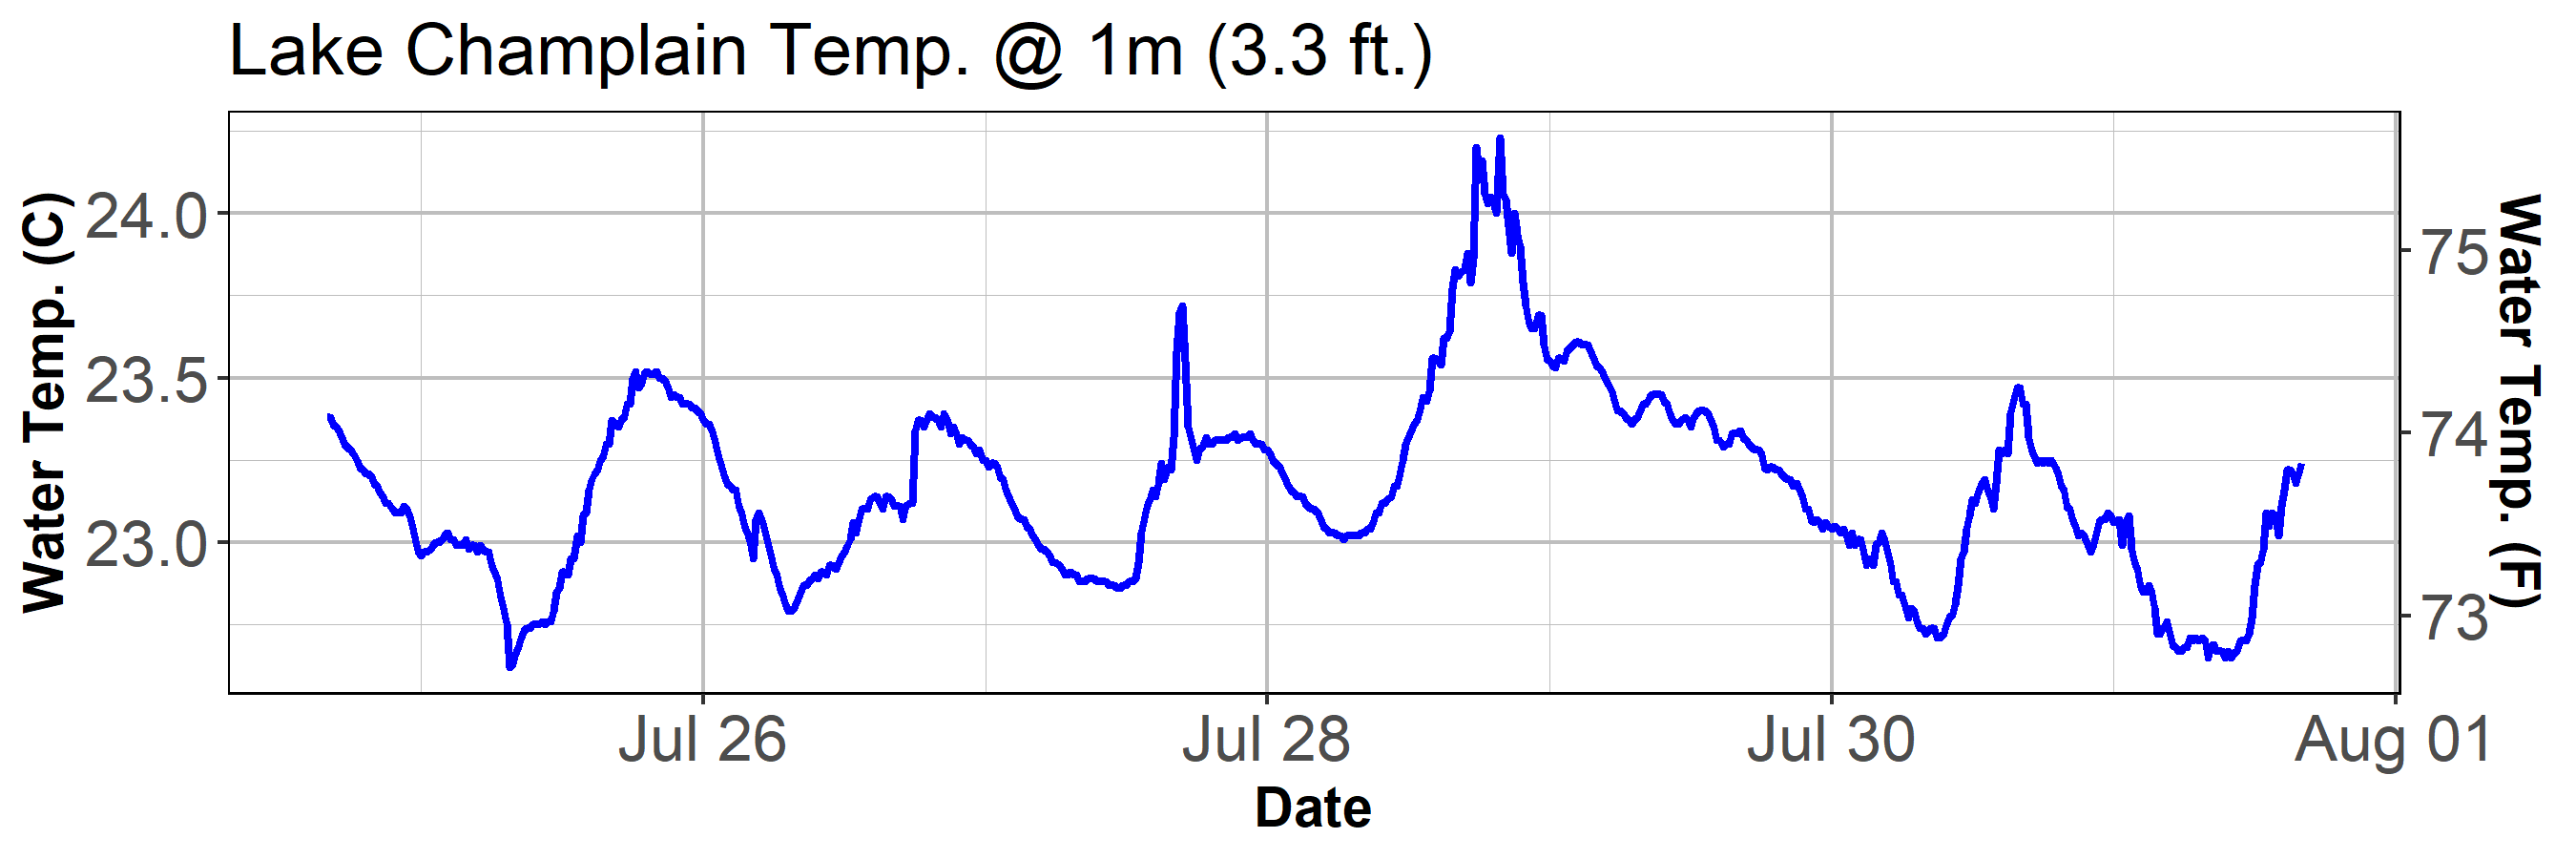 Lake Champlain Temp. @ 1m (3.3 ft.)
Water Temp. (C)
24.0
23.5
23.0
75
74
73
Water Temp. (F)
Jul 26
Jul 28
Jul 30
Aug 01
Date